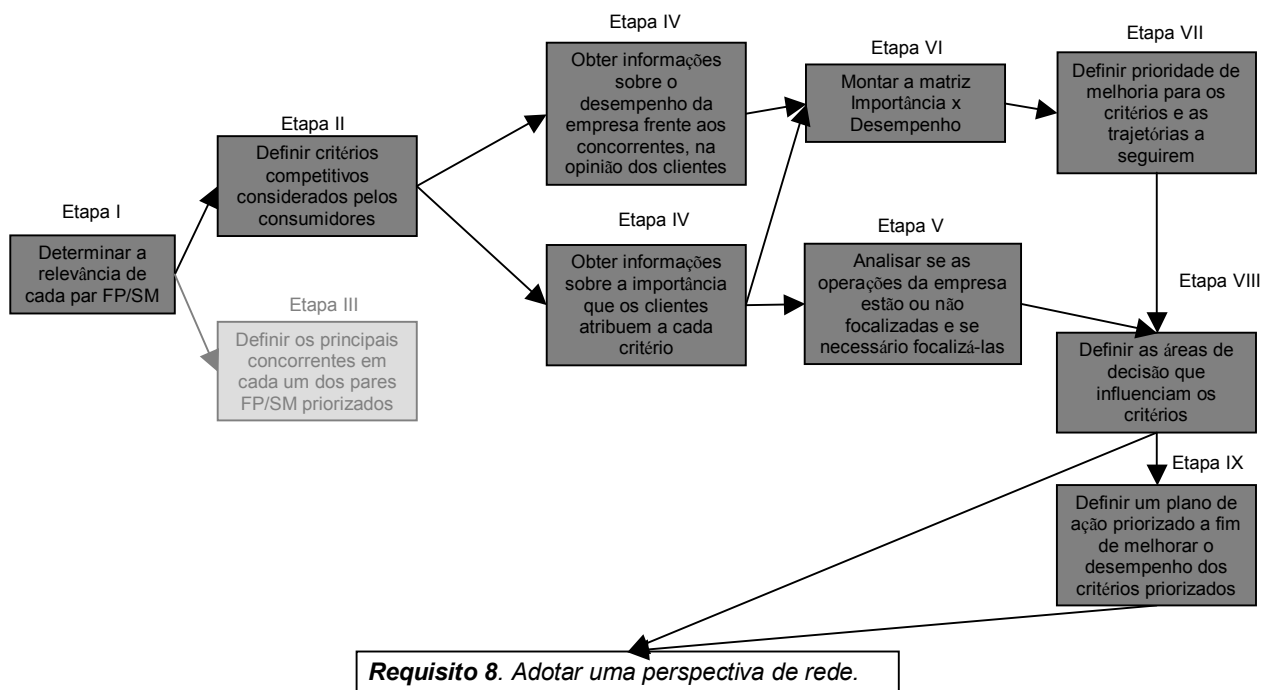 Etapa I
Determinar a
relevância de
cada par FP/SM
Etapa II
Definir critérios
competitivos
considerados pelos
consumidores
Etapa III
Definir os principais
concorrentes em
cada um dos pares
FP/SM priorizados
Etapa IV
Obter informações
sobre o
desempenho da
empresa frente aos
concorrentes, na
opinião dos clientes
Etapa IV
Obter informações
sobre a importância
que os clientes
atribuem a cada
critério
Etapa VI
Montar a matriz
Importância x
Desempenho
Etapa V
Analisar se as
operações da empresa
estão ou não
focalizadas e se
necessário focalizá-las
Etapa VII
Definir prioridade de
melhoria para os
critérios e as
trajetórias a
seguirem
Etapa VIII
Definir as áreas de
decisão que
influenciam os
critérios
Etapa IX
Definir um plano de
ação priorizado a fim
de melhorar o
desempenho dos
critérios priorizados
Requisito 8. Adotar uma perspectiva de rede.